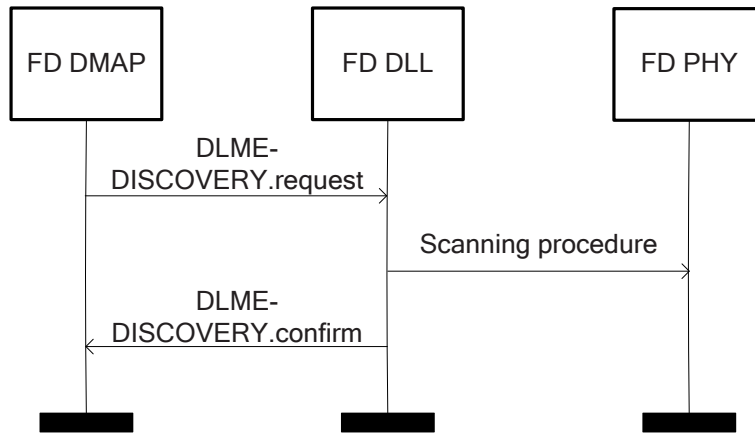 FD DMAP
FD DLL
FD PHY
DLME-
DISCOVERY.request
Scanning procedure
DLME-
DISCOVERY.confirm